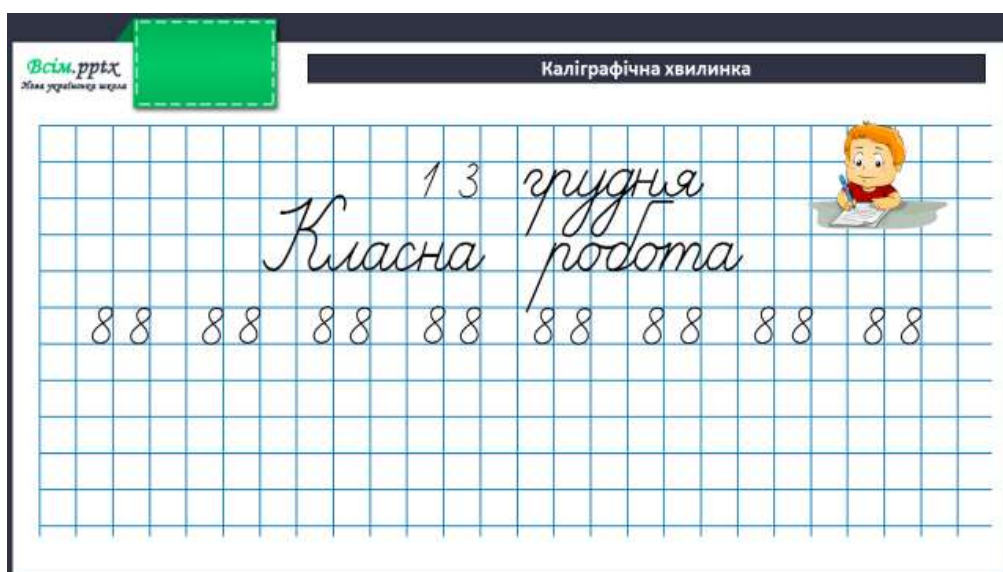 Всім.pptx
Нова українська школа
Каліграфічна хвилинка
13 грудня
Класна робота
88 88 88 88 88 88 88 88